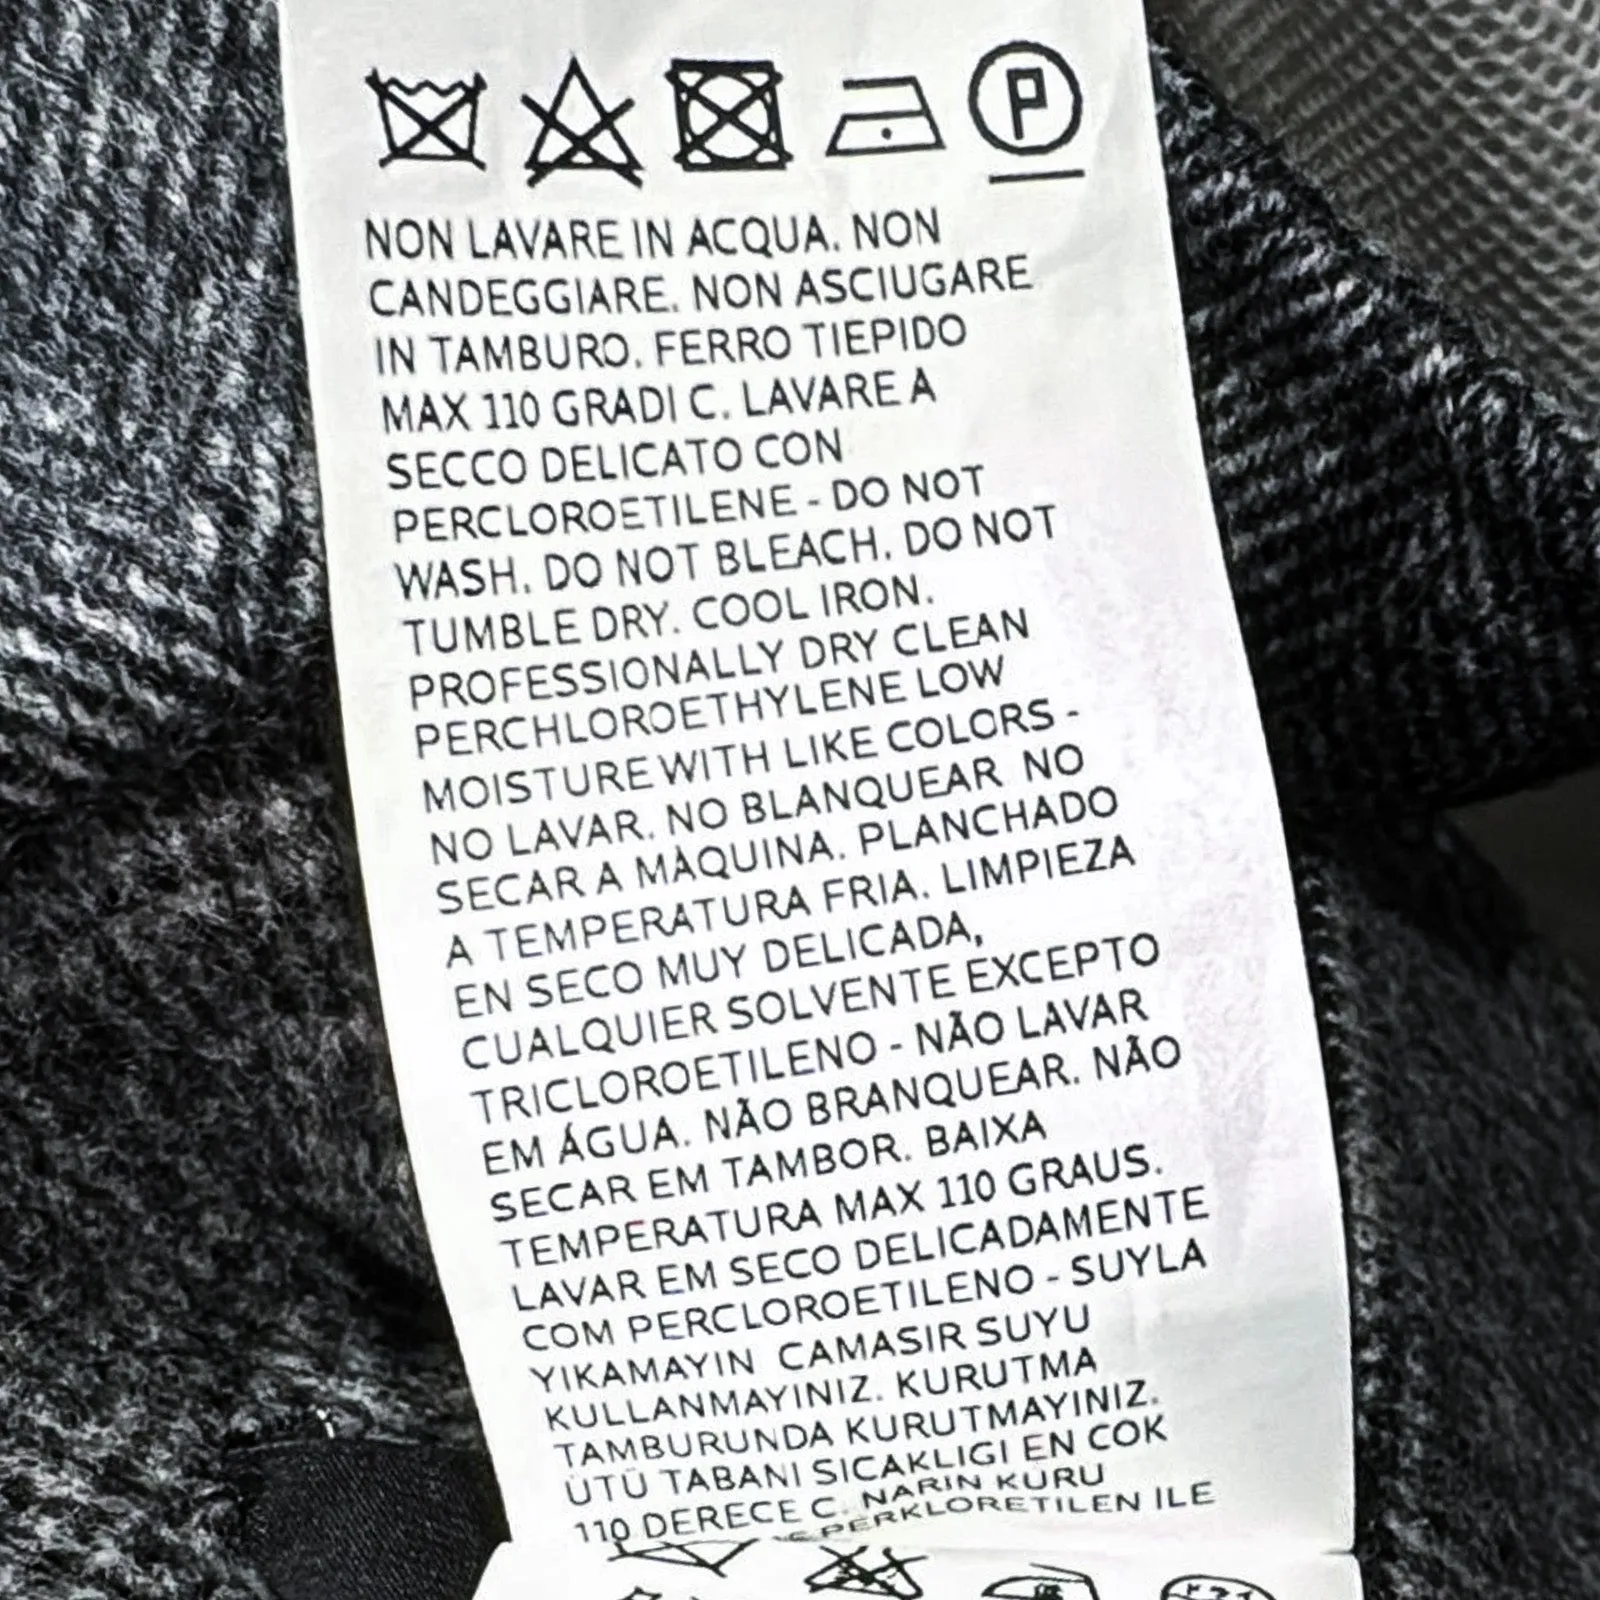 P
NON LAVARE IN ACQUA. NON
CANDEGGIARE. NON ASCIUGARE
IN TAMBURO. FERRO TIEPIDO
MAX 110 GRADI C. LAVARE A
SECCO DELICATO CON
PERCLOROETILENE - DO NOT
WASH. DO NOT BLEACH. DO NOT
TUMBLE DRY. COOL IRON.
PROFESSIONALLY DRY CLEAN
PERCHLOROETHYLENE LOW
MOISTURE WITH LIKE COLORS -
NO LAVAR. NO BLANQUEAR NO
SECAR A MÀQUINA. PLANCHADO
A TEMPERATURA FRIA. LIMPIEZA
EN SECO MUY DELICADA,
CUALQUIER SOLVENTE EXCEPTO
TRICLOROETILENO - NÃO LAVAR
EM ÁGUA. NÃO BRANQUEAR. NÃO
SECAR EM TAMBOR. BAIXA
TEMPERATURA MAX 110 GRAUS.
LAVAR EM SECO DELICADAMENTE
COM PERCLOROETILENO - SUYLA
YIKAMAYIN CAMASIR SUYU
KULLANMAYINIZ. KURUTMA
TAMBURUNDA KURUTMAYINIZ.
ÜTÜ TABANI SICAKLIGI EN COK
110 DERECE C. NARIN KURU
PERKLORETILEN ILE